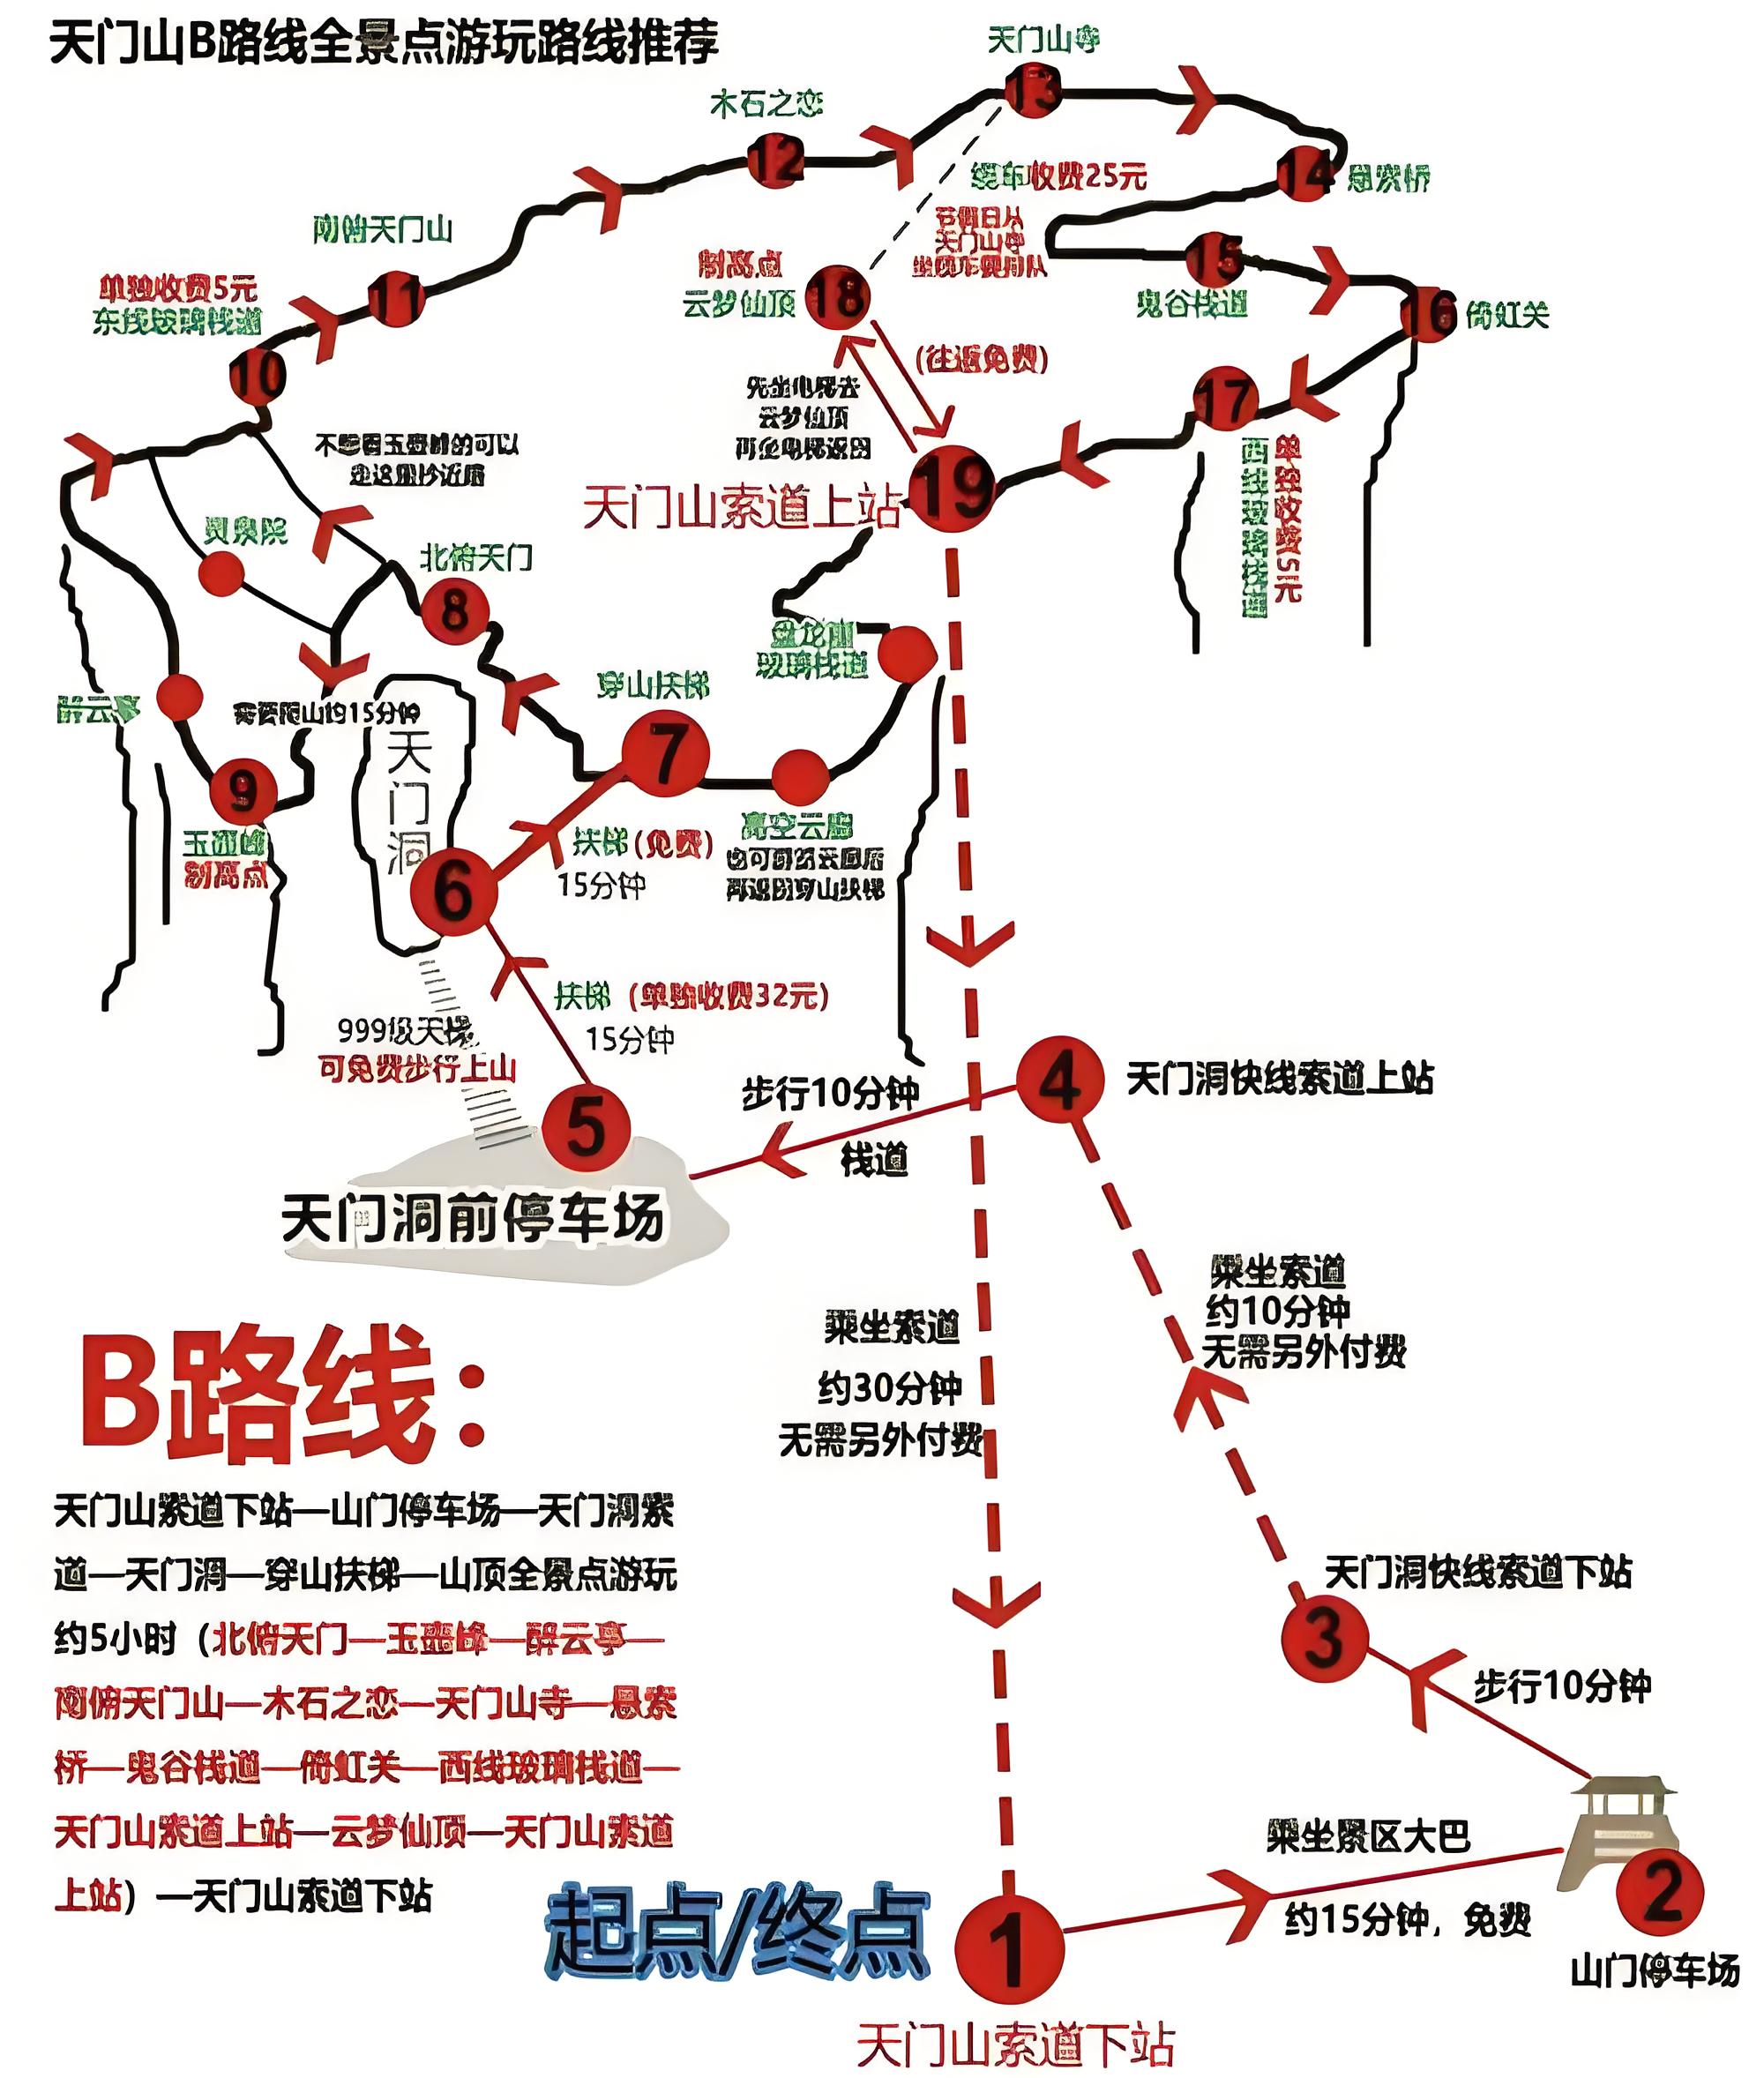 天门山B路线全景点游玩路线推荐
天门山寺
13
木石之恋
12
14
悬索桥
缆车收费25元
节假日从
天门山寺
南俯天门山
11
制高点
云梦仙顶
18
15
鬼谷栈道
16
倚虹关
单独收费5元
东线玻璃栈道
10
(往返免费)
先坐电梯去
云梦仙顶
再坐电梯返回
17
西线玻璃栈道
单独收费5元
不想看玉壶峰的可以
走这里抄近路
19
天门山索道上站
灵泉院
北俯天门
8
盘龙崖
玻璃栈道
穿山扶梯
7
醉云亭
需要爬山约15分钟
天门洞
9
玉壶峰
制高点
扶梯(免费)
15分钟
高空云廊
也可游玩云廊后
再返回穿山扶梯
6
扶梯 (单独收费32元)
15分钟
999级天梯
可免费步行上山
5
天门洞前停车场
4
天门洞快线索道上站
步行10分钟
栈道
乘坐索道
约10分钟
无需另外付费
乘坐索道
约30分钟
无需另外付费
B路线:
天门山索道下站—山门停车场—天门洞索
道—天门洞—穿山扶梯—山顶全景点游玩
约5小时（北俯天门—玉壶峰—醉云亭—
南俯天门山—木石之恋—天门山寺—悬索
桥—鬼谷栈道—倚虹关—西线玻璃栈道—
天门山索道上站—云梦仙顶—天门山索道
上站）—天门山索道下站
天门洞快线索道下站
3
步行10分钟
乘坐景区大巴
约15分钟，免费
2
山门停车场
起点/终点
1
天门山索道下站